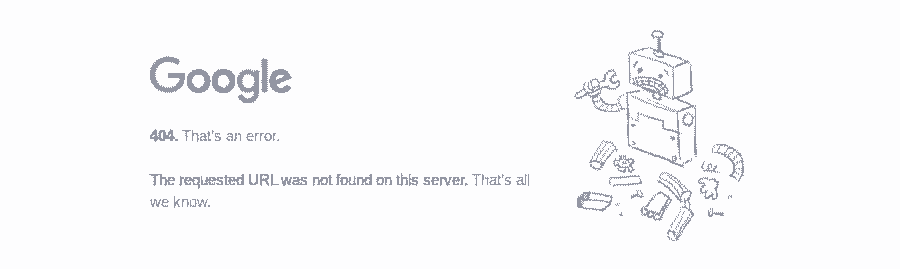 Google
404. That's an error.
The requested URL was not found on this server. That's all
we know.